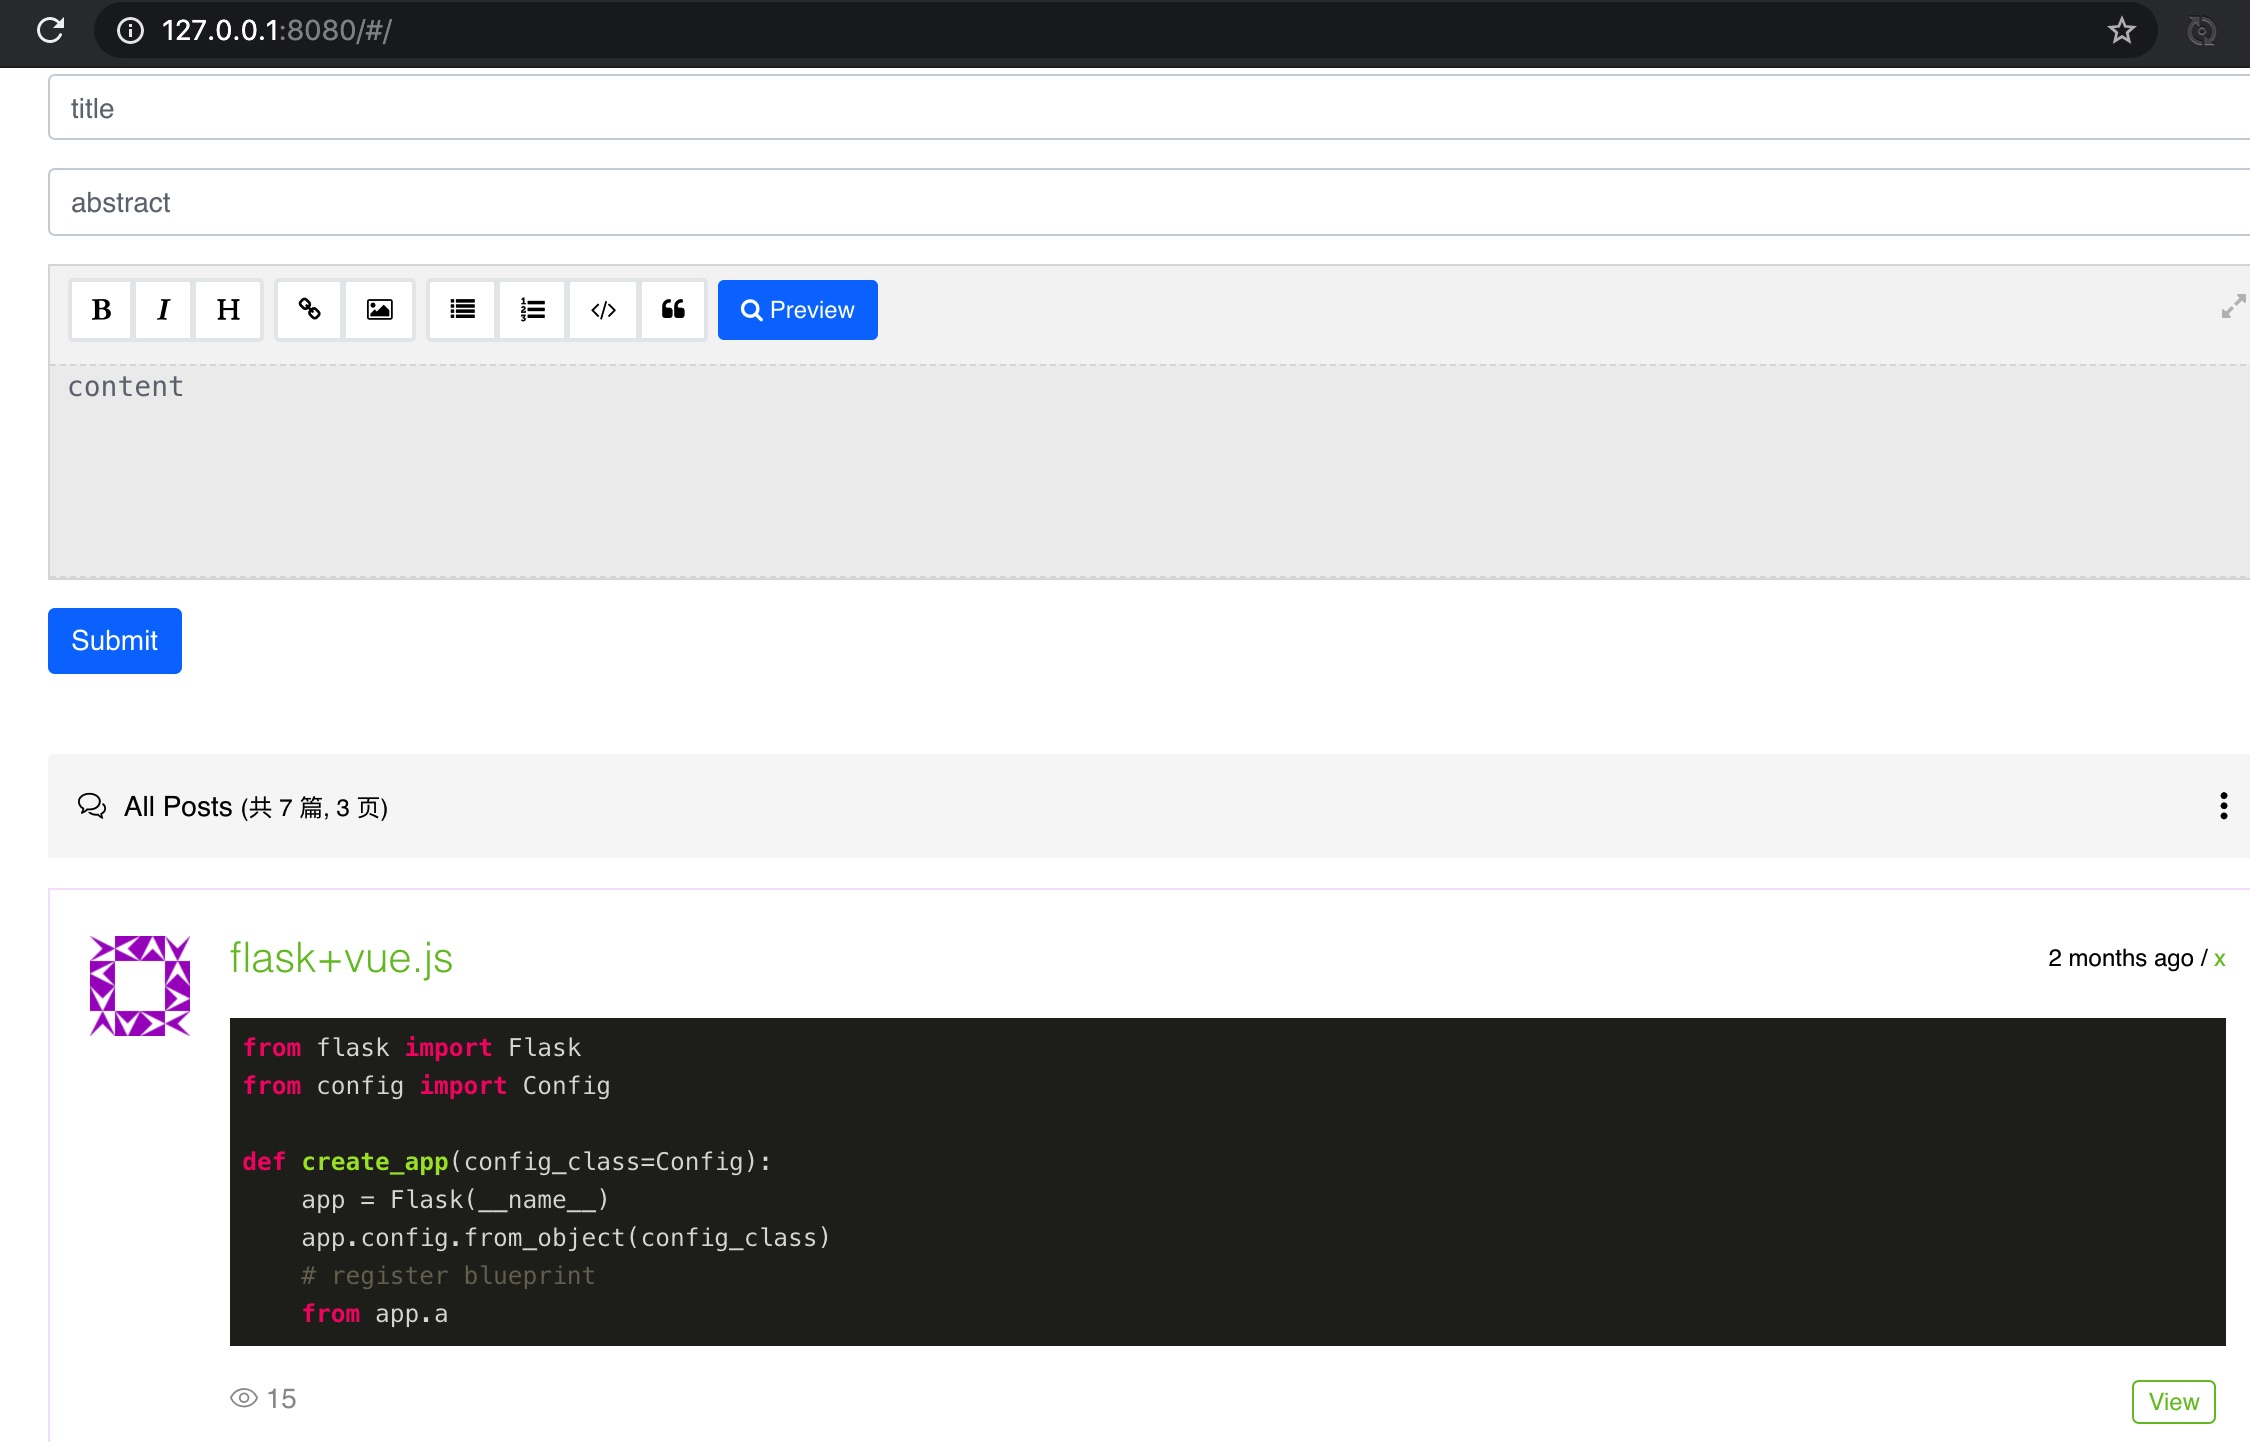 127.0.0.1:8080/#/
title
abstract
B I H Preview
content
Submit
All Posts (共 7 篇, 3 页)
flask+vue.js
2 months ago / x
from flask import Flask
from config import Config
def create_app(config_class=Config):
    app = Flask(__name__)
    app.config.from_object(config_class)
    # register blueprint
    from app.a
15
View